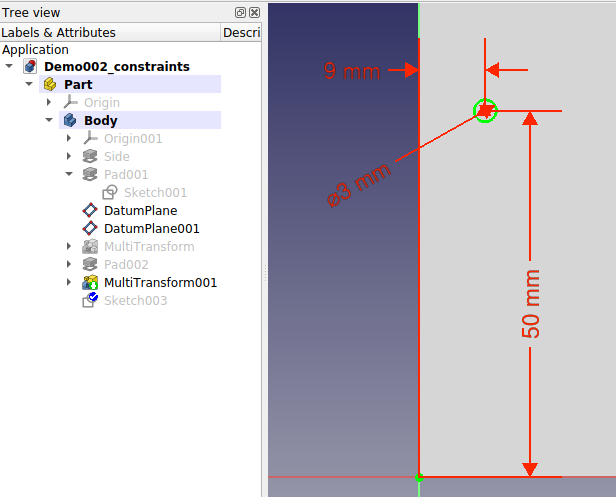 Tree view
Labels & Attributes Descri
Application
Demo002_constraints
Part
Origin
Body
Origin001
Side
Pad001
Sketch001
DatumPlane
DatumPlane001
MultiTransform
Pad002
MultiTransform001
Sketch003
9 mm
⌀3 mm
50 mm